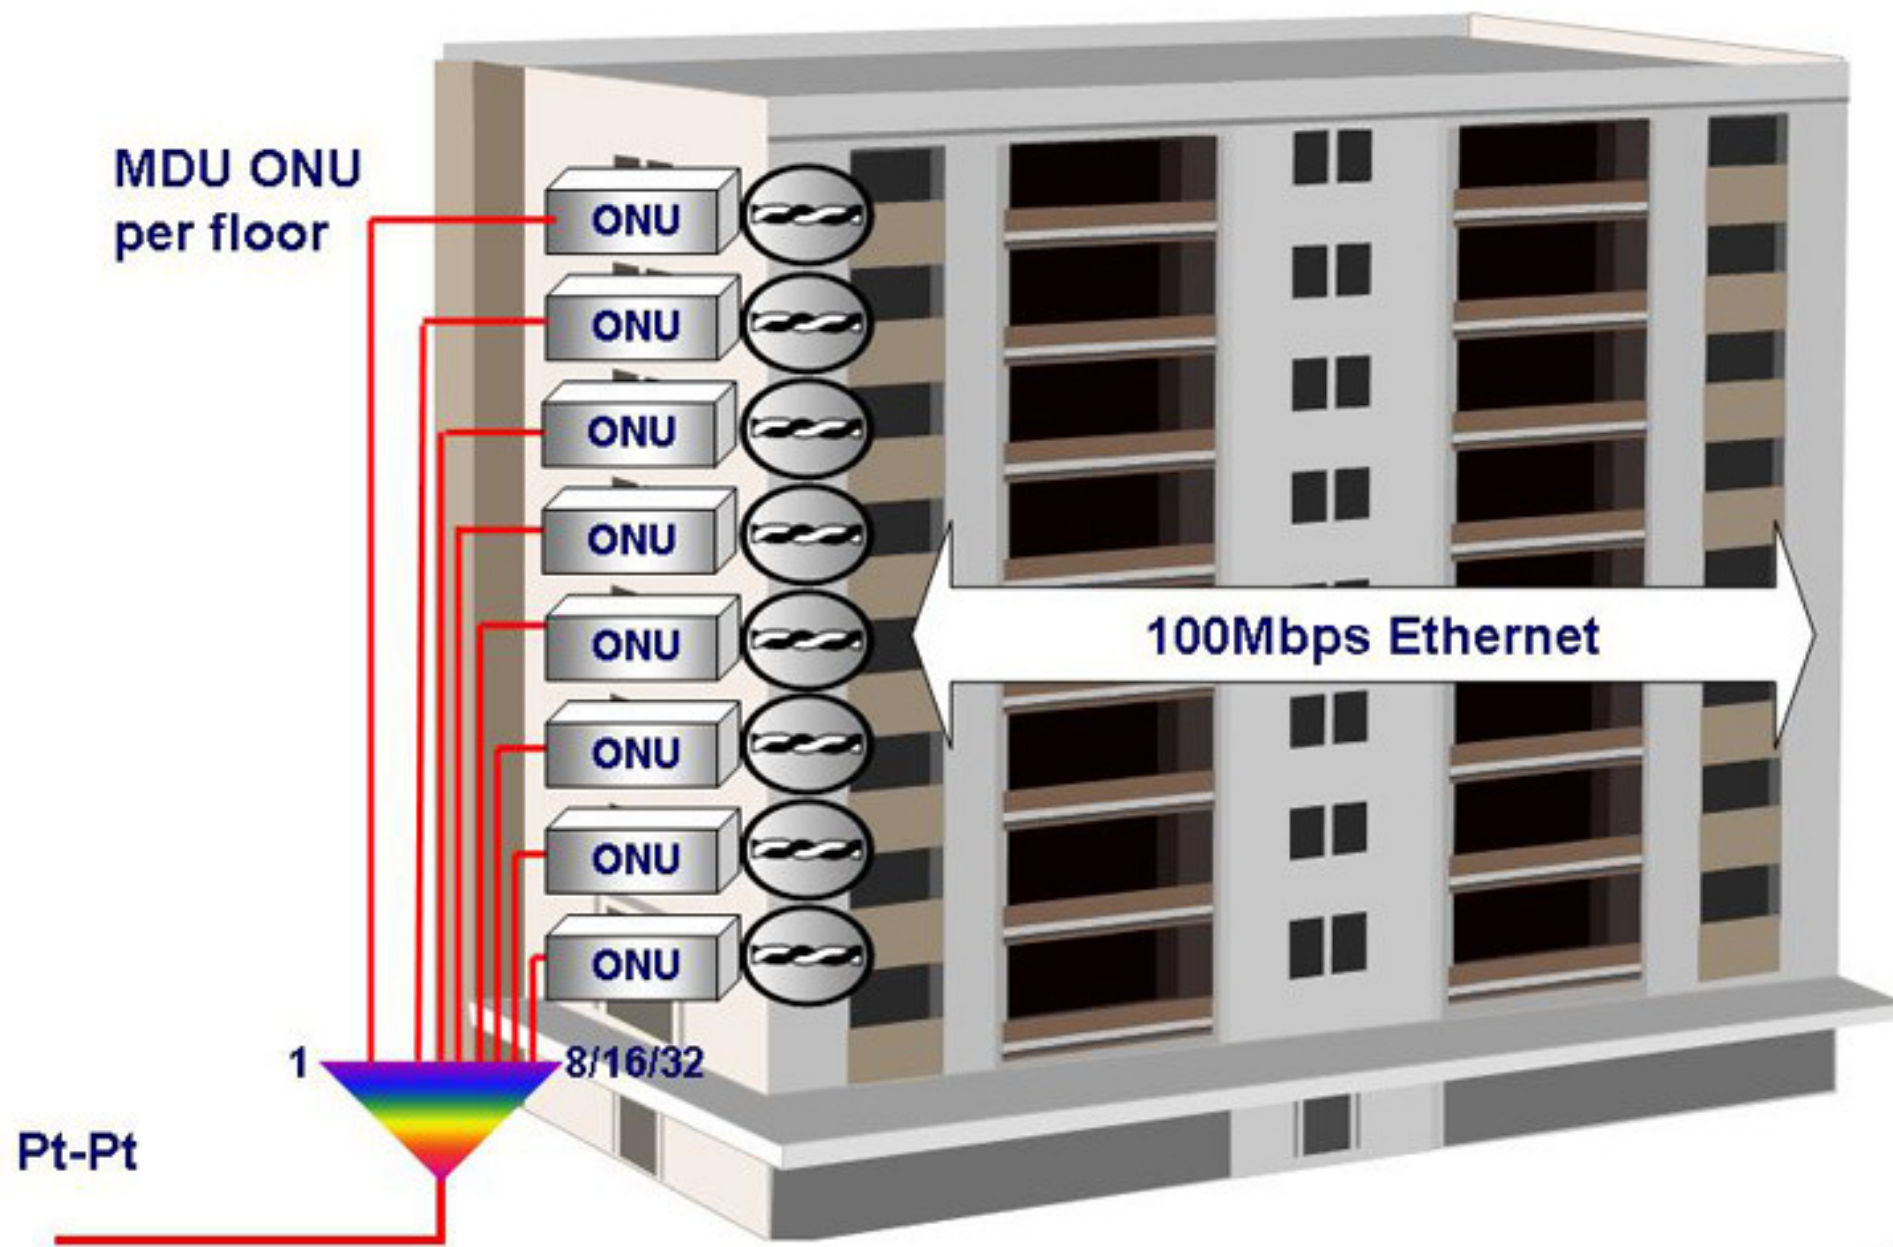 MDU ONU
per floor
ONU
ONU
ONU
ONU
100Mbps Ethernet
ONU
ONU
ONU
ONU
1
8/16/32
Pt-Pt